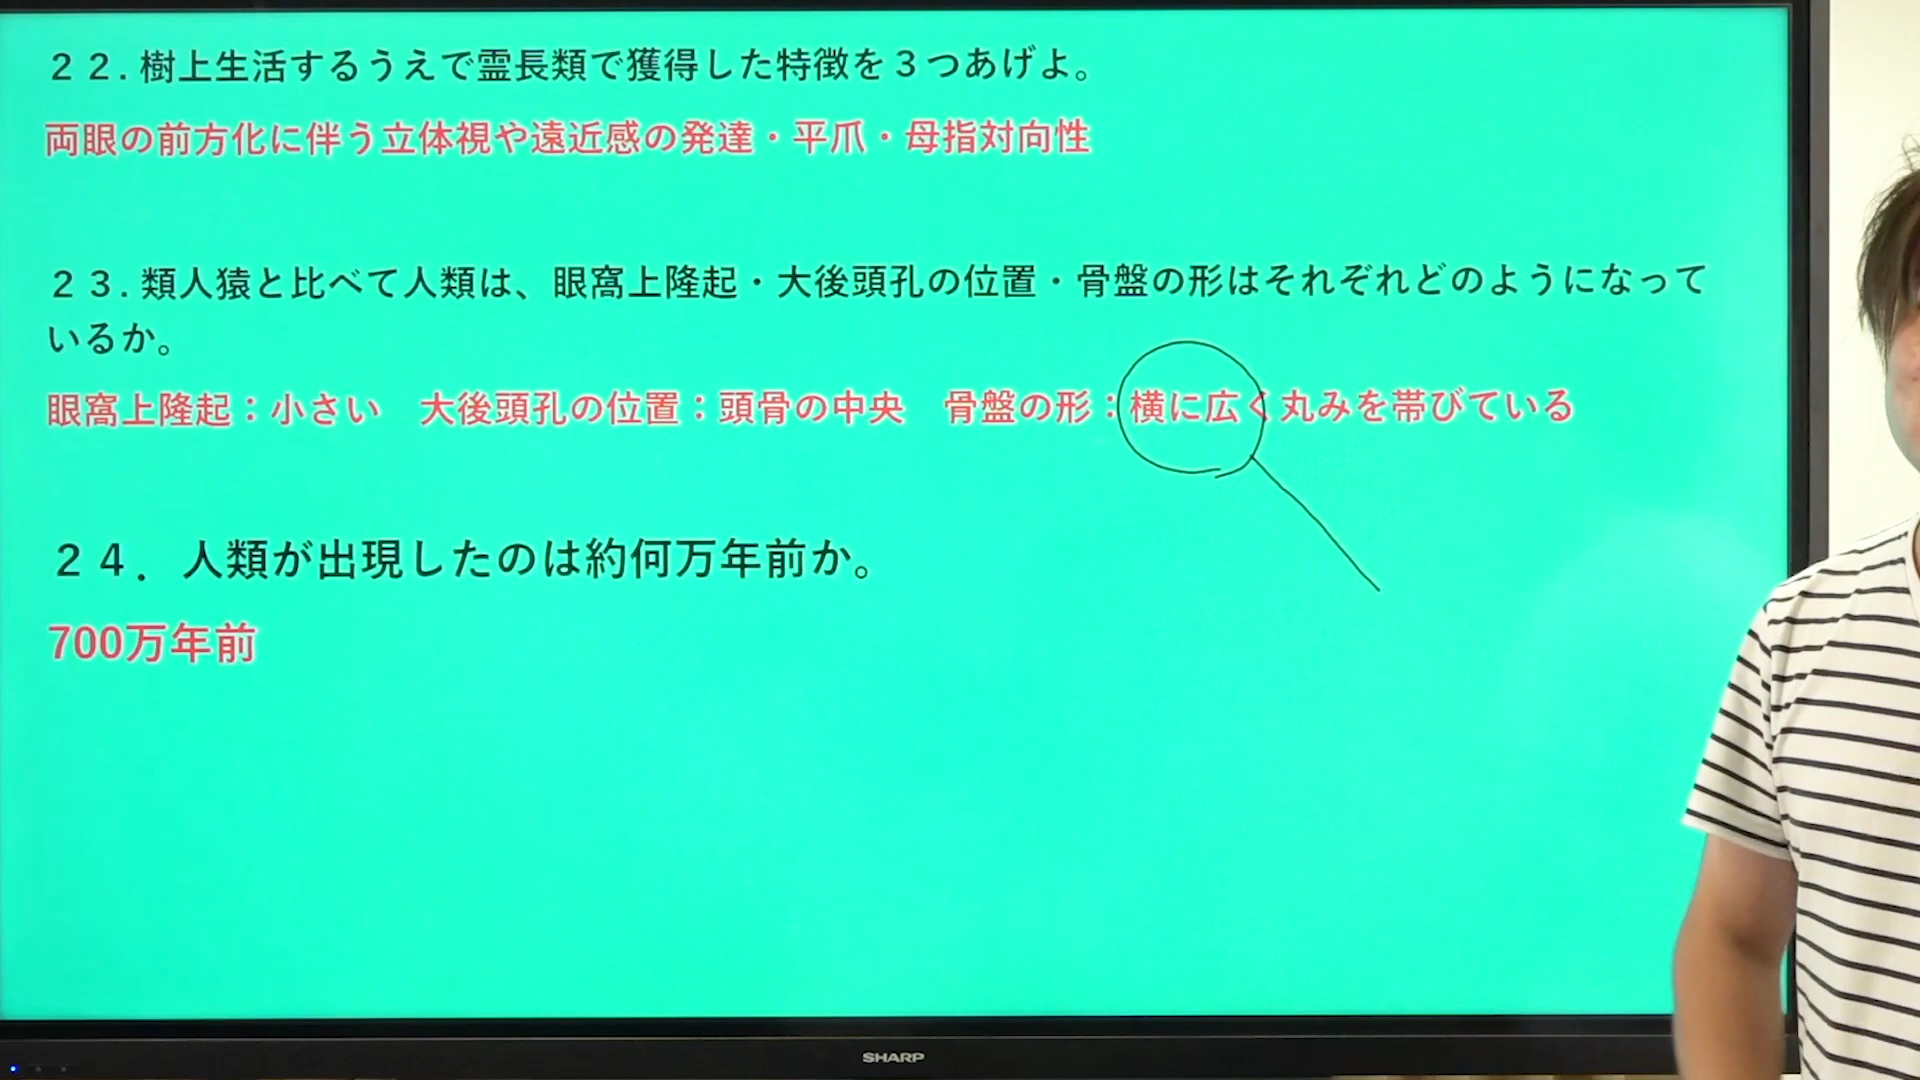 ２２. 樹上生活するうえで霊長類で獲得した特徴を３つあげよ。
両眼の前方化に伴う立体視や遠近感の発達・平爪・母指対向性
２３. 類人猿と比べて人類は、眼窩上隆起・大後頭孔の位置・骨盤の形はそれぞれどのようになって
いるか。
眼窩上隆起：小さい　大後頭孔の位置：頭骨の中央　骨盤の形：横に広く丸みを帯びている
２４．人類が出現したのは約何万年前か。
700万年前
SHARP